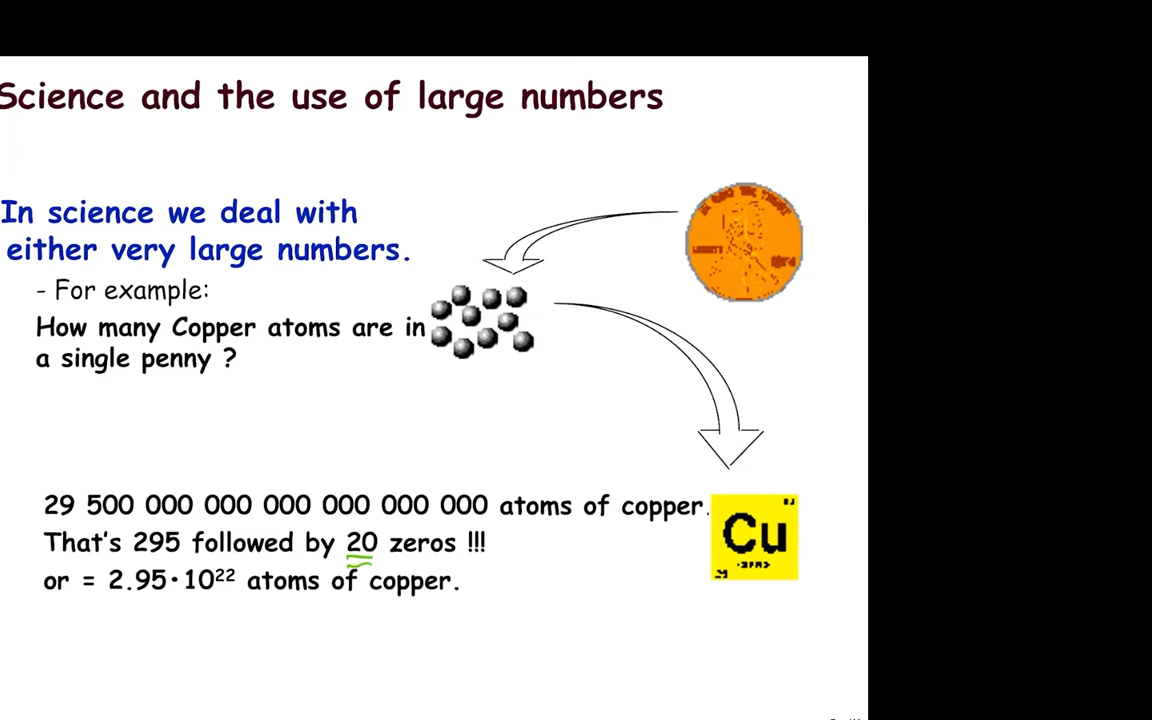 Science and the use of large numbers
In science we deal with
either very large numbers.
- For example:
How many Copper atoms are in
a single penny ?
29 500 000 000 000 000 000 000 atoms of copper.
That's 295 followed by 20 zeros !!!
or = 2.95·10²² atoms of copper.
Cu